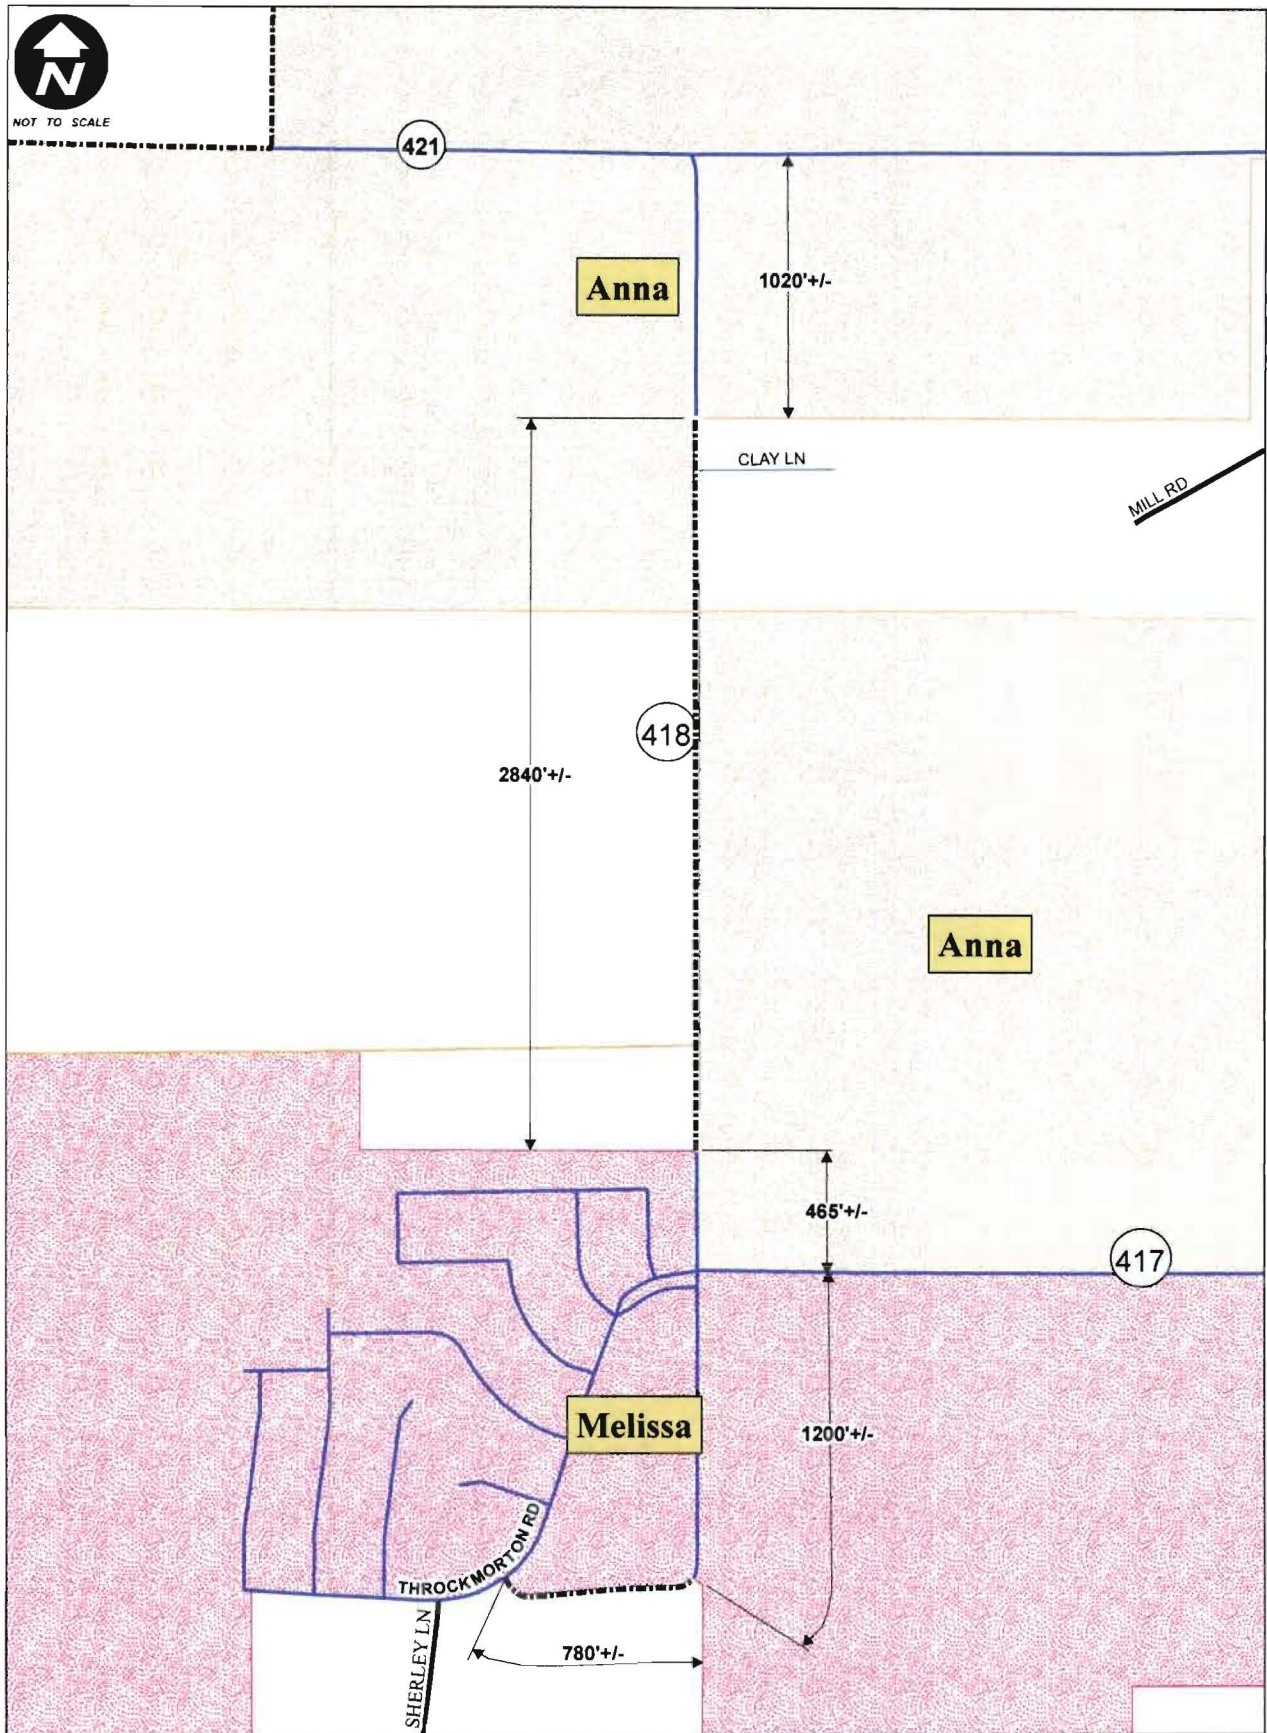 N
NOT TO SCALE
421
Anna
1020'+/-
CLAY LN
MILL RD
418
2840'+/-
Anna
465'+/-
417
Melissa
1200'+/-
THROCKMORTON RD
SHERLEY LN
780'+/-